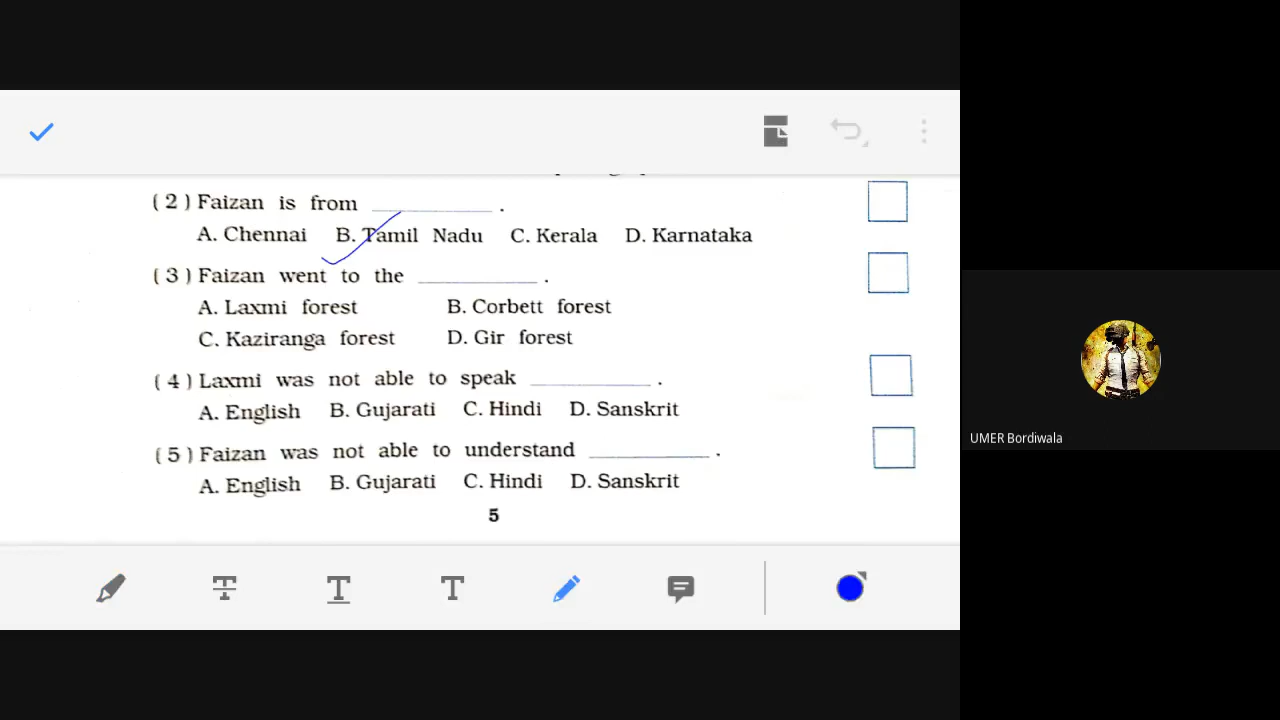 ( 2 ) Faizan is from ____________ .
A. Chennai B. Tamil Nadu C. Kerala D. Karnataka
( 3 ) Faizan went to the ____________ .
A. Laxmi forest B. Corbett forest
C. Kaziranga forest D. Gir forest
( 4 ) Laxmi was not able to speak ____________ .
A. English B. Gujarati C. Hindi D. Sanskrit
( 5 ) Faizan was not able to understand ____________ .
A. English B. Gujarati C. Hindi D. Sanskrit
5
UMER Bordiwala